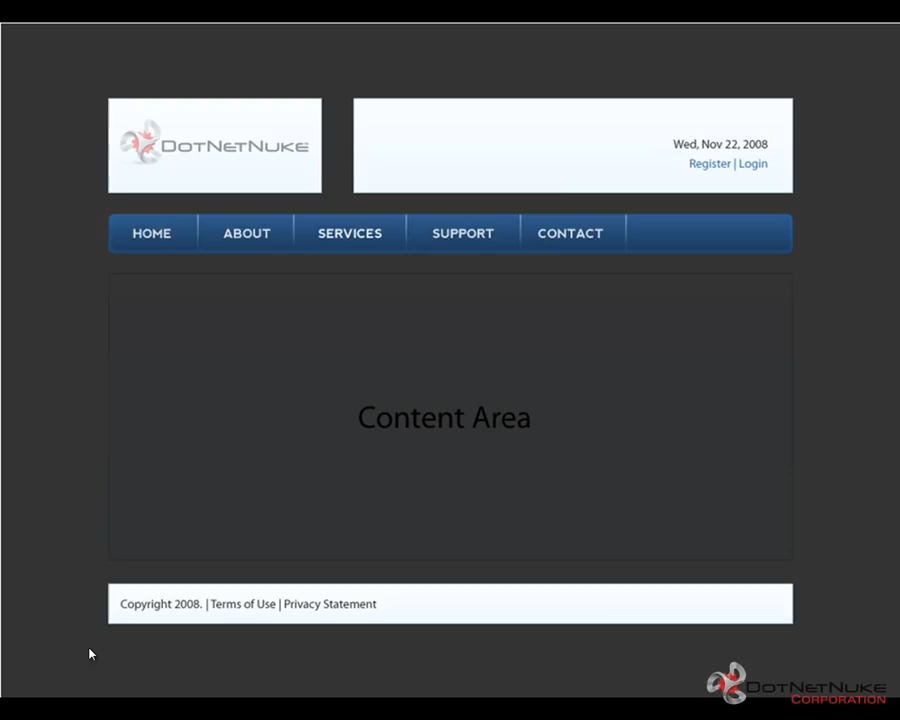 DotNetNuke
Wed, Nov 22, 2008
Register | Login
HOME ABOUT SERVICES SUPPORT CONTACT
Content Area
Copyright 2008. | Terms of Use | Privacy Statement
DotNetNuke
Corporation